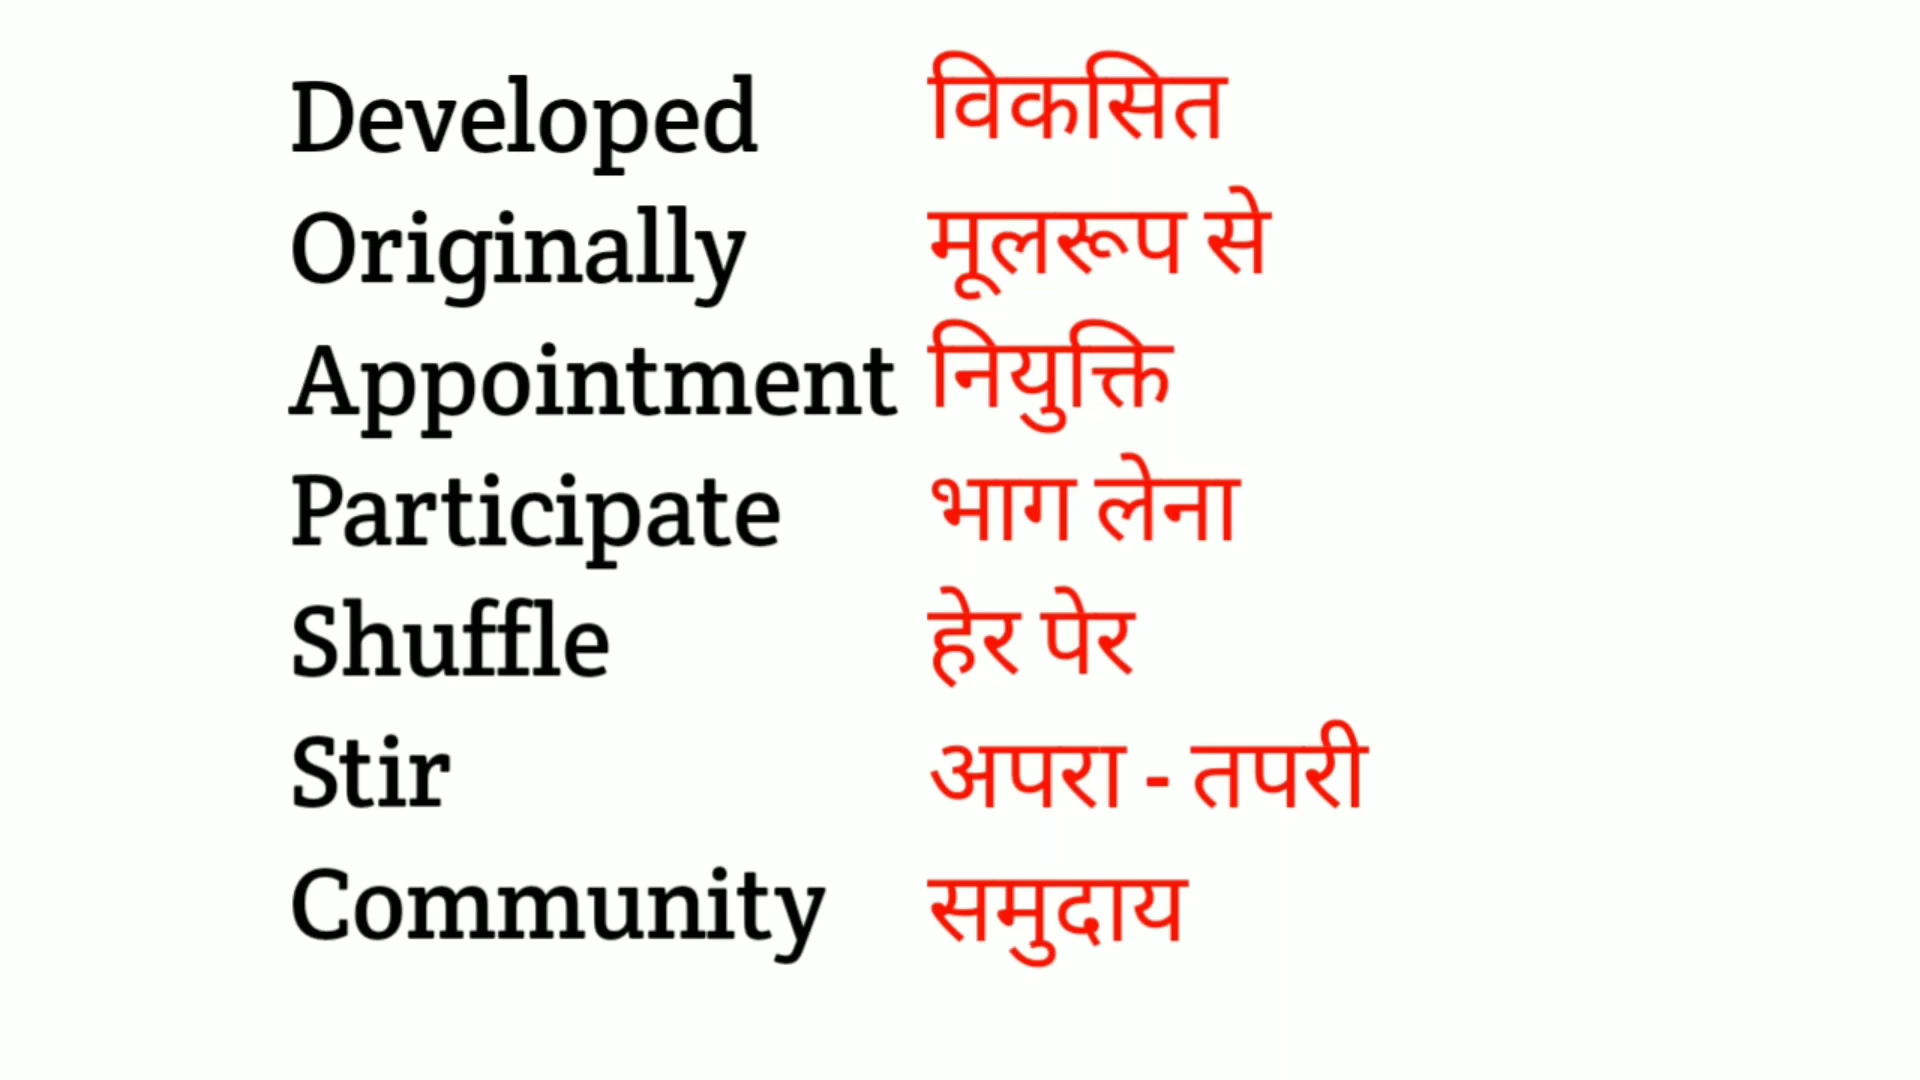 Developed विकसित
Originally मूलरूप से
Appointment नियुक्ति
Participate भाग लेना
Shuffle हेर पेर
Stir अपरा - तपरी
Community समुदाय